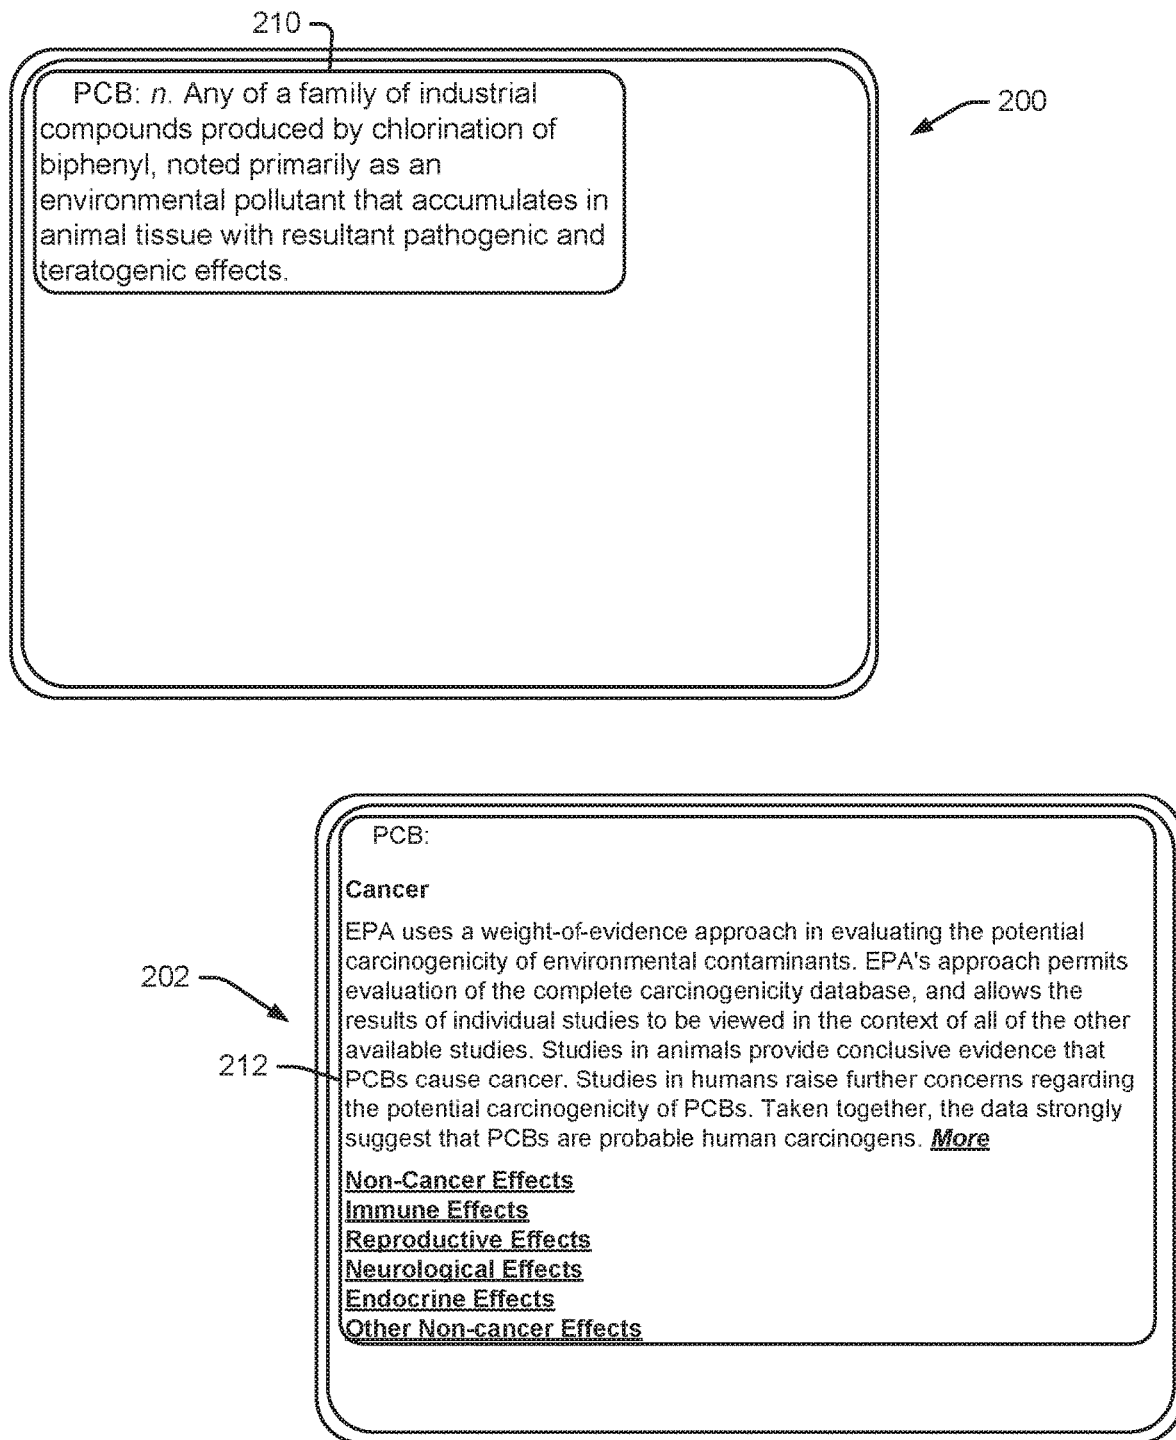 210
PCB: n. Any of a family of industrial
compounds produced by chlorination of
biphenyl, noted primarily as an
environmental pollutant that accumulates in
animal tissue with resultant pathogenic and
teratogenic effects.
200
PCB:
Cancer
EPA uses a weight-of-evidence approach in evaluating the potential
carcinogenicity of environmental contaminants. EPA's approach permits
evaluation of the complete carcinogenicity database, and allows the
results of individual studies to be viewed in the context of all of the other
available studies. Studies in animals provide conclusive evidence that
PCBs cause cancer. Studies in humans raise further concerns regarding
the potential carcinogenicity of PCBs. Taken together, the data strongly
suggest that PCBs are probable human carcinogens. More
202
212
Non-Cancer Effects
Immune Effects
Reproductive Effects
Neurological Effects
Endocrine Effects
Other Non-cancer Effects